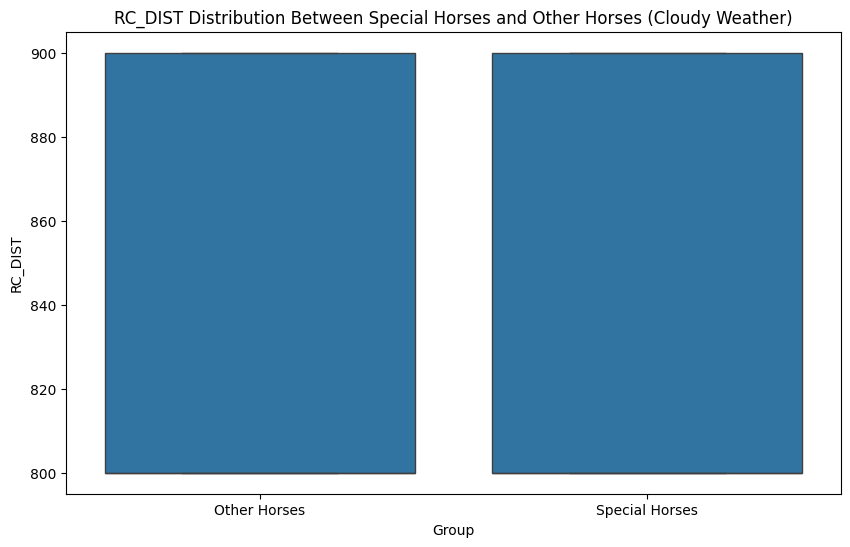 RC_DIST Distribution Between Special Horses and Other Horses (Cloudy Weather)
900
880
860
840
820
800
RC_DIST
Other Horses
Special Horses
Group